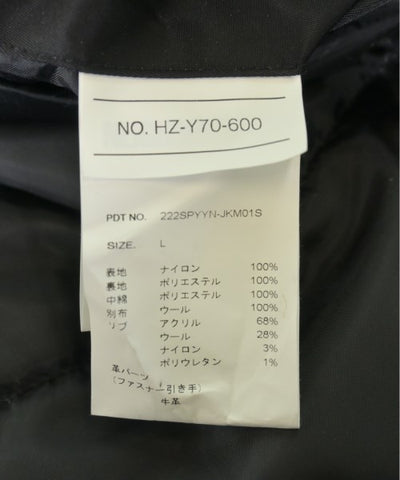 NO. HZ-Y70-600
PDT NO. 222SPYYN-JKM01S
SIZE. L
表地 ナイロン 100%
裏地 ポリエステル 100%
中綿 ポリエステル 100%
別布 ウール 100%
リブ アクリル 68%
ウール 28%
ナイロン 3%
ポリウレタン 1%
革パーツ
(ファスナー引き手)
牛革